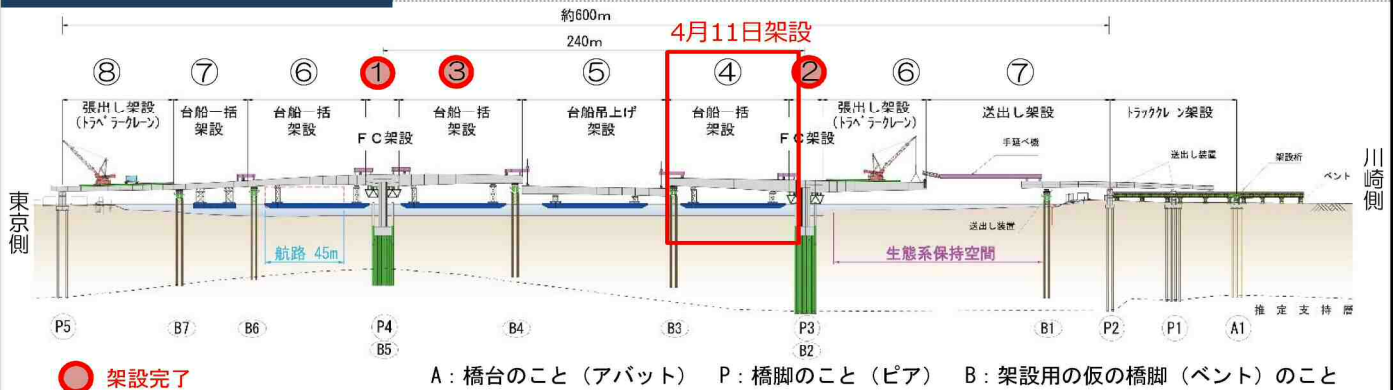 約600m
4月11日架設
240m
⑧ ⑦ ⑥ ① ③ ⑤ ④ ② ⑥ ⑦
張出し架設
(トラベラークレーン)
台船一括
架設
台船一括
架設
FC架設
台船一括
架設
台船吊上げ
架設
台船一括
架設
FC架設
張出し架設
(トラベラークレーン)
送出し架設
トラッククレーン架設
手延べ機
送出し装置
架設桁
ベント
東京側
川崎側
送出し装置
航路 45m
生態系保持空間
推定支持層
P5 B7 B6 P4 B4 B3 P3 B1 P2 P1 A1
B5 B2
架設完了
A:橋台のこと(アバット) P:橋脚のこと(ピア) B:架設用の仮の橋脚(ベント)のこと